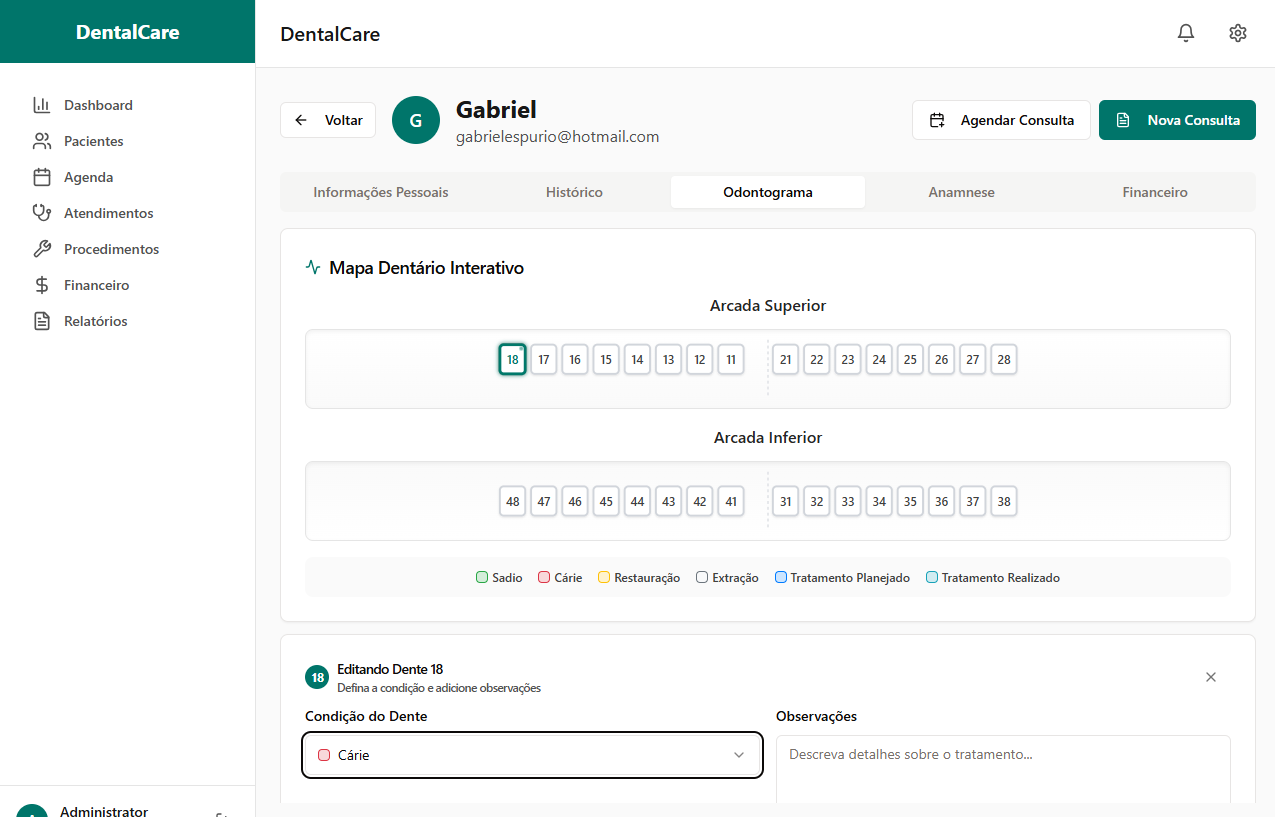 DentalCare
DentalCare
Dashboard
Pacientes
Agenda
Atendimentos
Procedimentos
Financeiro
Relatórios
Administrator
Voltar
G
Gabriel
gabrielespurio@hotmail.com
Agendar Consulta
Nova Consulta
Informações Pessoais Histórico Odontograma Anamnese Financeiro
Mapa Dentário Interativo
Arcada Superior
18 17 16 15 14 13 12 11 21 22 23 24 25 26 27 28
Arcada Inferior
48 47 46 45 44 43 42 41 31 32 33 34 35 36 37 38
Sadio Cárie Restauração Extração Tratamento Planejado Tratamento Realizado
18
Editando Dente 18
Defina a condição e adicione observações
Condição do Dente
Cárie
Observações
Descreva detalhes sobre o tratamento...